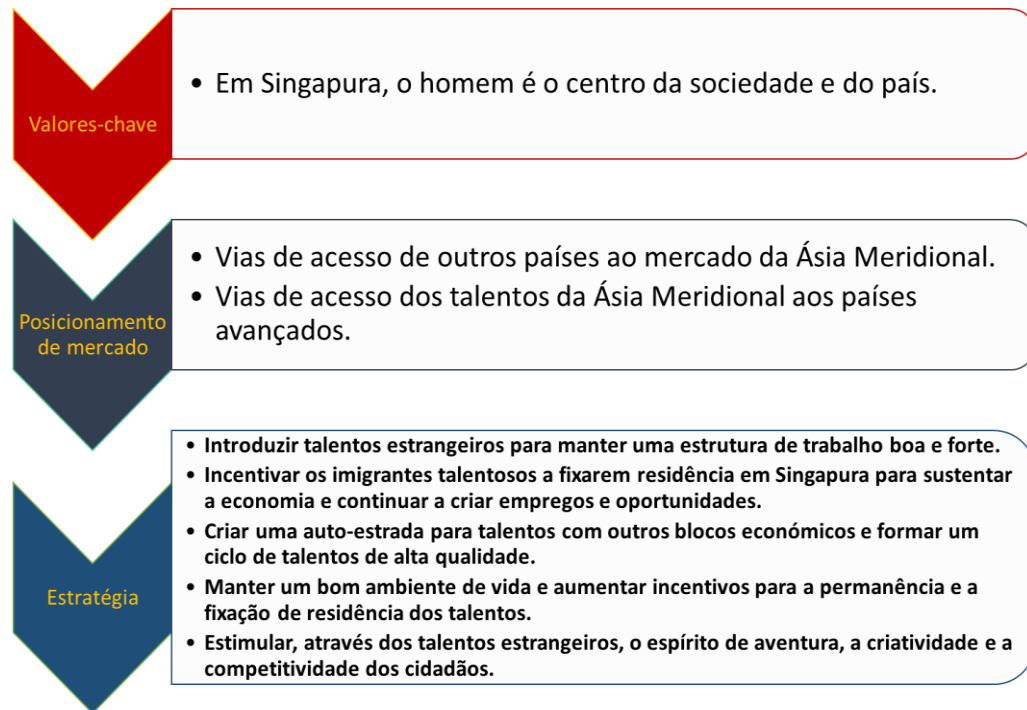 Valores-chave
• Em Singapura, o homem é o centro da sociedade e do país.
Posicionamento
de mercado
• Vias de acesso de outros países ao mercado da Ásia Meridional.
• Vias de acesso dos talentos da Ásia Meridional aos países
avançados.
Estratégia
• Introduzir talentos estrangeiros para manter uma estrutura de trabalho boa e forte.
• Incentivar os imigrantes talentosos a fixarem residência em Singapura para sustentar
a economia e continuar a criar empregos e oportunidades.
• Criar uma auto-estrada para talentos com outros blocos económicos e formar um
ciclo de talentos de alta qualidade.
• Manter um bom ambiente de vida e aumentar incentivos para a permanência e a
fixação de residência dos talentos.
• Estimular, através dos talentos estrangeiros, o espírito de aventura, a criatividade e a
competitividade dos cidadãos.